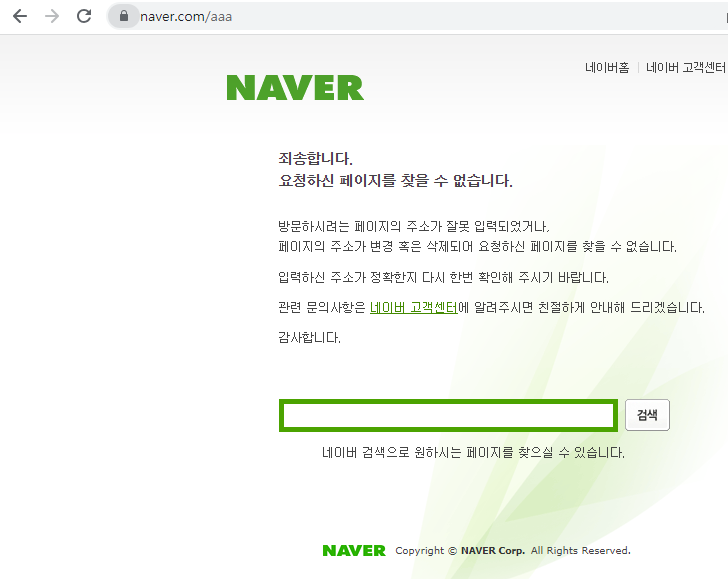 naver.com/aaa
네이버홈 | 네이버 고객센터
NAVER
죄송합니다.
요청하신 페이지를 찾을 수 없습니다.
방문하시려는 페이지의 주소가 잘못 입력되었거나,
페이지의 주소가 변경 혹은 삭제되어 요청하신 페이지를 찾을 수 없습니다.
입력하신 주소가 정확한지 다시 한번 확인해 주시기 바랍니다.
관련 문의사항은 네이버 고객센터에 알려주시면 친절하게 안내해 드리겠습니다.
감사합니다.
검색
네이버 검색으로 원하시는 페이지를 찾으실 수 있습니다.
NAVER Copyright © NAVER Corp. All Rights Reserved.